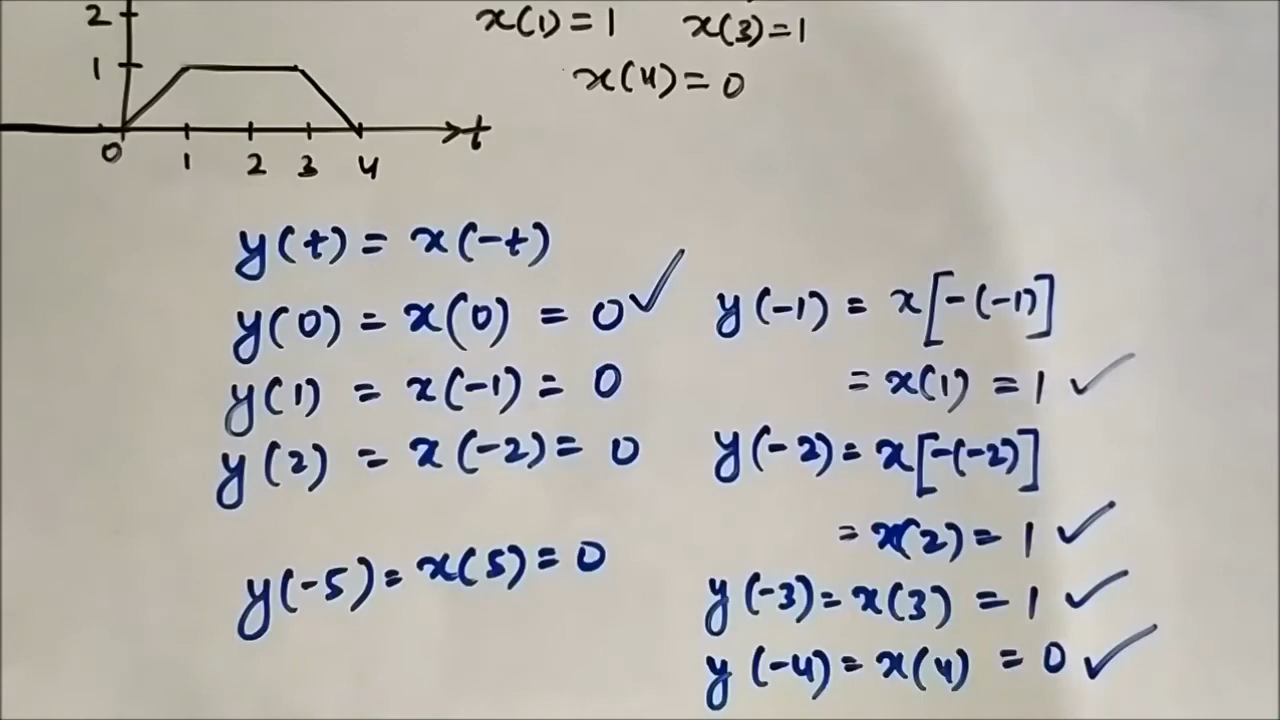 2
x(1) = 1 x(3) = 1
1
x(4) = 0
t
0 1 2 3 4
y(t) = x(-t)
y(0) = x(0) = 0 ✓
y(1) = x(-1) = 0
y(2) = x(-2) = 0
y(-5) = x(5) = 0
y(-1) = x[-(-1)]
= x(1) = 1 ✓
y(-2) = x[-(-2)]
= x(2) = 1 ✓
y(-3) = x(3) = 1 ✓
y(-4) = x(4) = 0 ✓